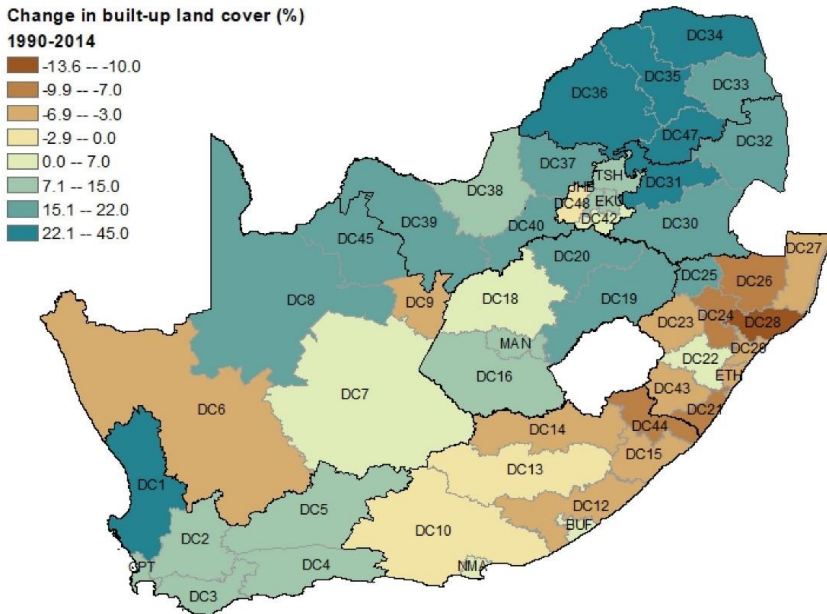 Change in built-up land cover (%)
1990-2014
-13.6 -- -10.0
-9.9 -- -7.0
-6.9 -- -3.0
-2.9 -- 0.0
0.0 -- 7.0
7.1 -- 15.0
15.1 -- 22.0
22.1 -- 45.0
DC34
DC35
DC36
DC33
DC47
DC32
DC37
TSH
DC38
JHB
DC31
DC48
EKU
DC42
DC39
DC40
DC30
DC45
DC20
DC27
DC25
DC26
DC8
DC9
DC18
DC19
DC24
DC28
DC23
MAN
DC22
DC29
DC16
ETH
DC6
DC7
DC43
DC21
DC14
DC44
DC15
DC13
DC1
DC5
DC12
DC10
BUF
DC2
CPT
DC4
NMA
DC3